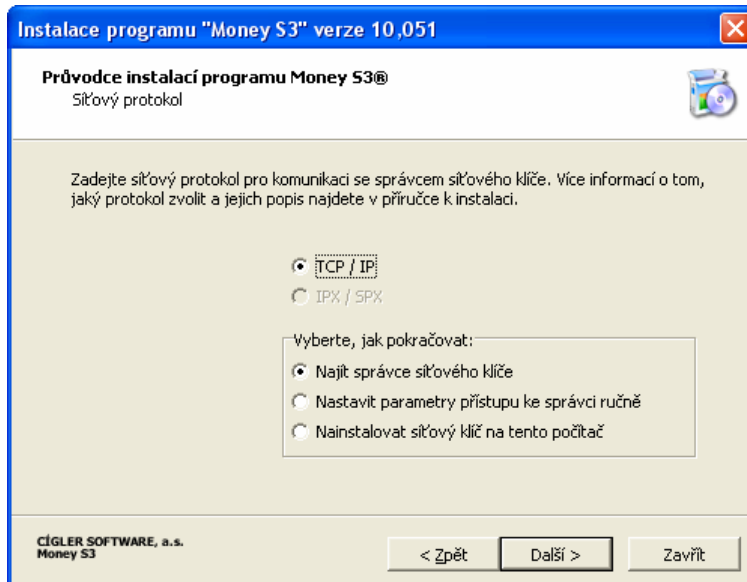 Instalace programu "Money S3" verze 10,051
Průvodce instalací programu Money S3®
Síťový protokol
Zadejte síťový protokol pro komunikaci se správcem síťového klíče. Více informací o tom,
jaký protokol zvolit a jejich popis najdete v příručce k instalaci.
TCP / IP
IPX / SPX
Vyberte, jak pokračovat:
Najít správce síťového klíče
Nastavit parametry přístupu ke správci ručně
Nainstalovat síťový klíč na tento počítač
CÍGLER SOFTWARE, a.s.
Money S3
< Zpět
Další >
Zavřít